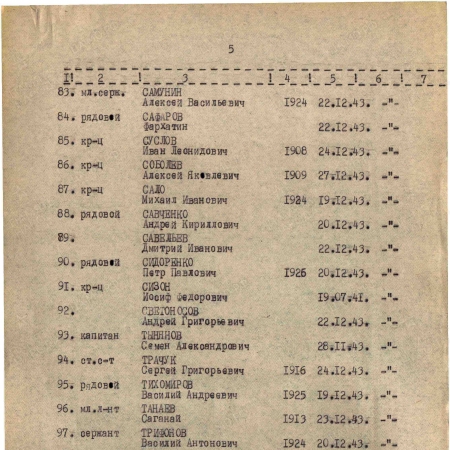 5
1! 2 ! 3 ! 4 ! 5 ! 6 ! 7
83. мл.серж. САМУНИН
Алексей Васильевич 1924 22.12.43. -"-
84. рядовой САФАРОВ
Фархатин 22.12.43. -"-
85. кр-ц СУСЛОВ
Иван Леонидович 1908 24.12.43. -"-
86. кр-ц СОБОЛЕВ
Алексей Яковлевич 1909 27.12.43. -"-
87. кр-ц САЛО
Михаил Иванович 1924 19.12.43. -"-
88. рядовой САВЧЕНКО
Андрей Кириллович 20.12.43. -"-
89. САВЕЛЬЕВ
Дмитрий Иванович 22.12.43. -"-
90. рядовой СИДОРЕНКО
Петр Павлович 1926 20.12.43. -"-
91. кр-ц СИЗОН
Иосиф Федорович 19.07.41. -"-
92. СВЕТОНОСОВ
Андрей Григорьевич 22.12.43. -"-
93. капитан ТЫНЯНОВ
Семен Александрович 28.11.43. -"-
94. ст.с-т ТРАЧУК
Сергей Григорьевич 1916 24.12.43. -"-
95. рядовой ТИХОМИРОВ
Василий Андреевич 1925 19.12.43. -"-
96. мл.л-нт ТАНАЕВ
Саганай 1913 23.12.43. -"-
97. сержант ТРИФОНОВ
Василий Антонович 1924 20.12.43. -"-